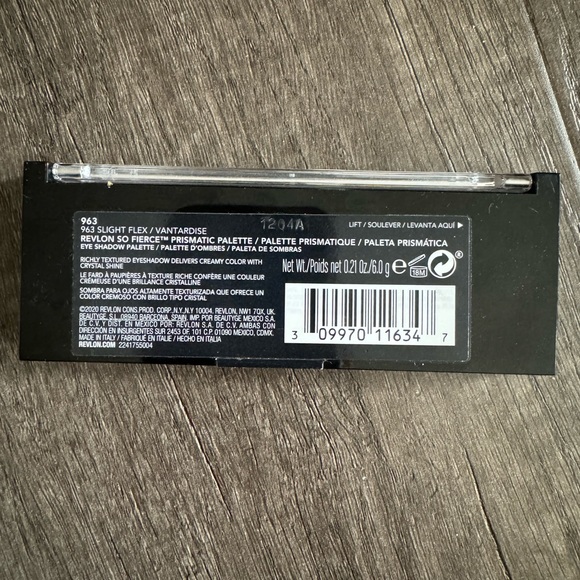 963
963 SLIGHT FLEX / VANTARDISE
1204A
LIFT / SOULEVER / LEVANTA AQUÍ
REVLON SO FIERCE™ PRISMATIC PALETTE / PALETTE PRISMATIQUE / PALETA PRISMÁTICA
EYE SHADOW PALETTE / PALETTE D'OMBRES / PALETA DE SOMBRAS
RICHLY TEXTURED EYESHADOW DELIVERS CREAMY COLOR WITH
CRYSTAL SHINE
LE FARD À PAUPIÈRES À TEXTURE RICHE CONFÈRE UNE COULEUR
CRÉMEUSE D'UNE BRILLANCE CRISTALLINE
SOMBRA PARA OJOS ALTAMENTE TEXTURIZADA QUE OFRECE UN
COLOR CREMOSO CON BRILLO TIPO CRISTAL
©2020 REVLON CONS.PROD. CORP.,N.Y.,N.Y. 10004. REVLON, NW1 7QX, UK.
BEAUTYGE, S.L. 08940 BARCELONA, SPAIN. IMP. POR BEAUTYGE MEXICO S.A.
DE C.V. Y DIST. EN MEXICO POR: REVLON S.A. DE C.V. AMBAS CON
DIRECCIÓN EN INSURGENTES SUR 2453 OF. 101 C.P. 01090 MEXICO, CDMX.
MADE IN ITALY / FABRIQUÉ EN ITALIE / HECHO EN ITALIA
REVLON.COM 2241755004
Net Wt./Poids net 0.21 Oz/6.0 g ℮ 18M
3 09970 11634 7